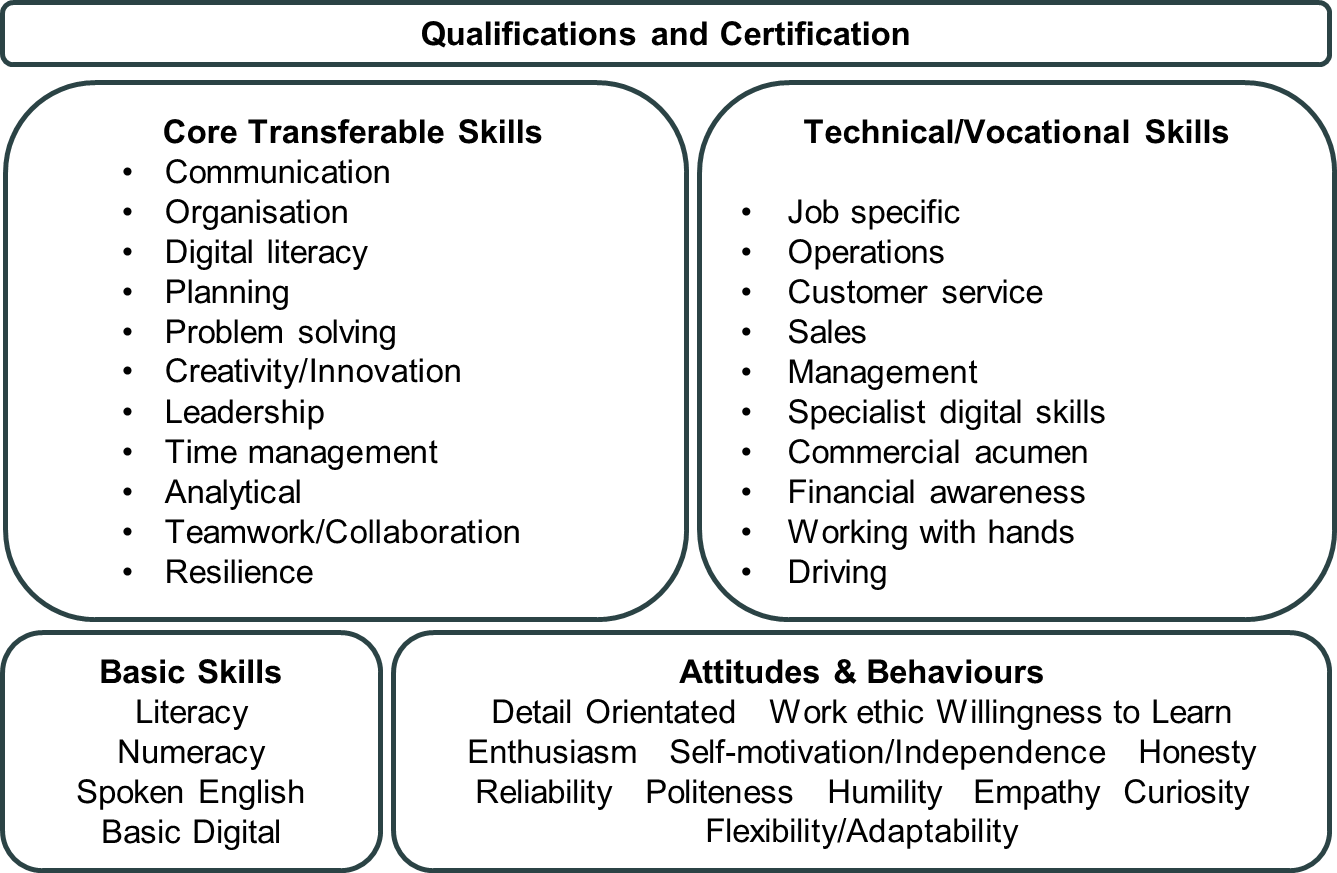 Qualifications and Certification
Core Transferable Skills
• Communication
• Organisation
• Digital literacy
• Planning
• Problem solving
• Creativity/Innovation
• Leadership
• Time management
• Analytical
• Teamwork/Collaboration
• Resilience
Technical/Vocational Skills
• Job specific
• Operations
• Customer service
• Sales
• Management
• Specialist digital skills
• Commercial acumen
• Financial awareness
• Working with hands
• Driving
Basic Skills
Literacy
Numeracy
Spoken English
Basic Digital
Attitudes & Behaviours
Detail Orientated Work ethic Willingness to Learn
Enthusiasm Self-motivation/Independence Honesty
Reliability Politeness Humility Empathy Curiosity
Flexibility/Adaptability